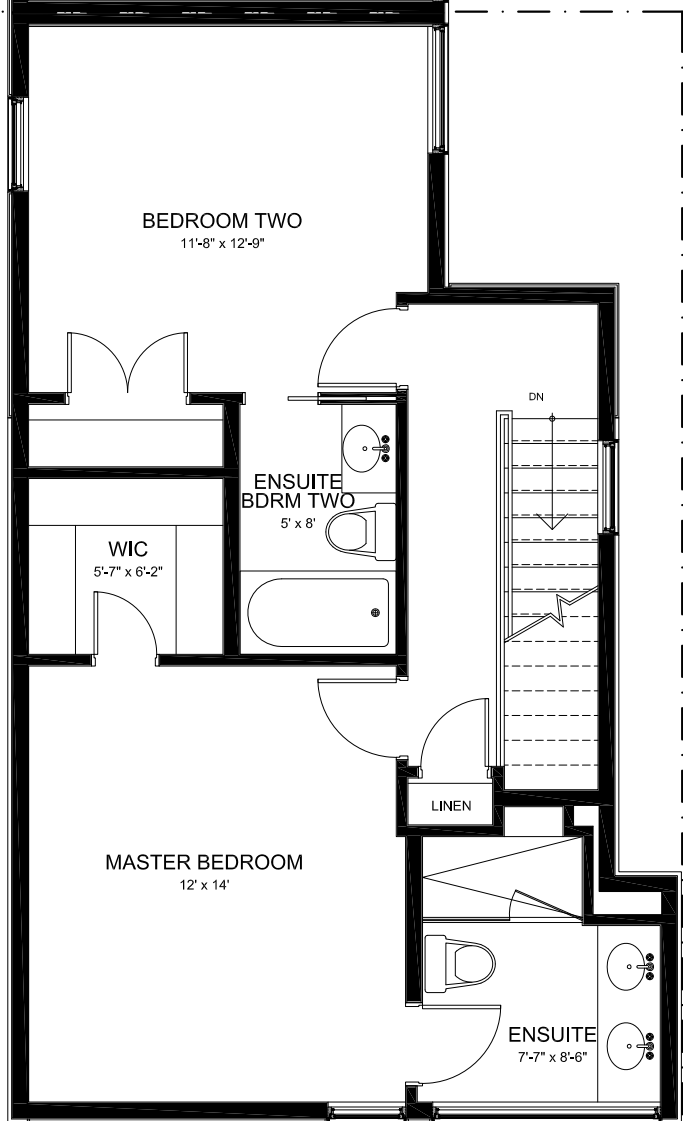 BEDROOM TWO
11'-8" x 12'-9"
DN
ENSUITE
BDRM TWO
5' x 8'
WIC
5'-7" x 6'-2"
LINEN
MASTER BEDROOM
12' x 14'
ENSUITE
7'-7" x 8'-6"